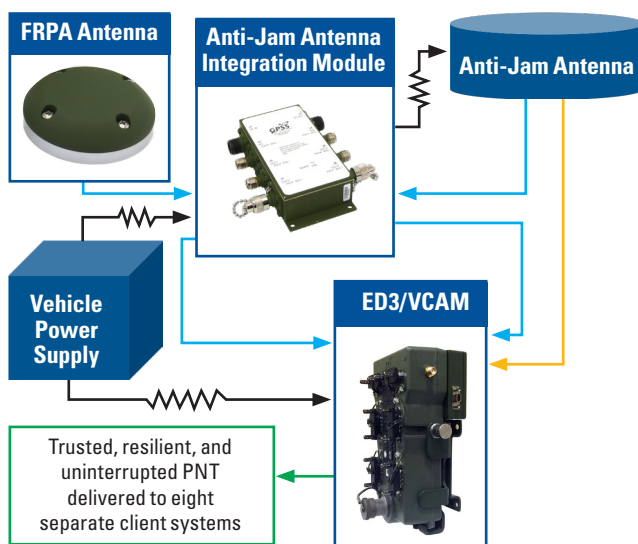 FRPA Antenna
Anti-Jam Antenna
Integration Module
Anti-Jam Antenna
GPSS
Vehicle
Power
Supply
ED3/VCAM
Trusted, resilient, and
uninterrupted PNT
delivered to eight
separate client systems